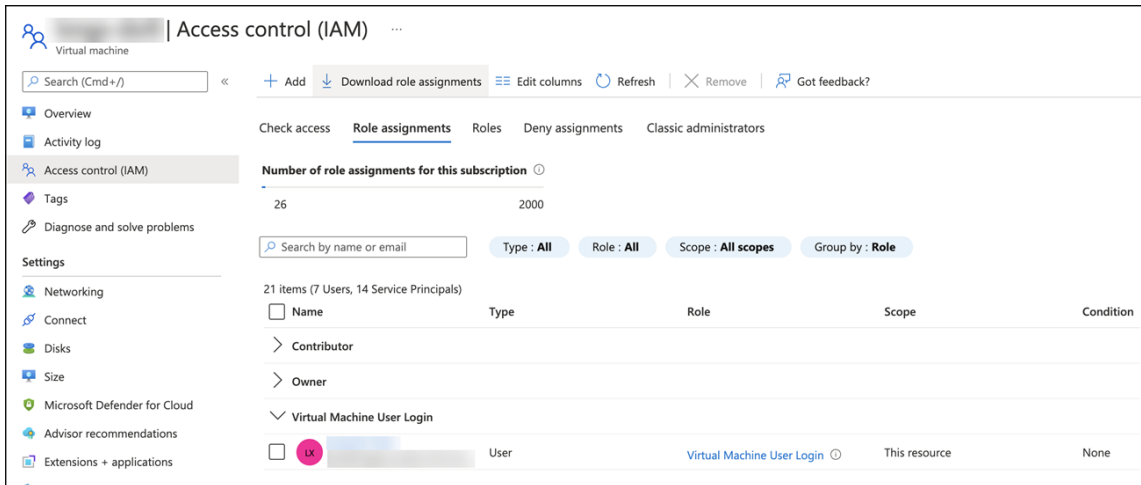 | Access control (IAM) ...
Virtual machine
Search (Cmd+/)
«
Overview
Activity log
Access control (IAM)
Tags
Diagnose and solve problems
Settings
Networking
Connect
Disks
Size
Microsoft Defender for Cloud
Advisor recommendations
Extensions + applications
+ Add Download role assignments Edit columns Refresh Remove Got feedback?
Check access Role assignments Roles Deny assignments Classic administrators
Number of role assignments for this subscription
26 2000
Search by name or email Type : All Role : All Scope : All scopes Group by : Role
21 items (7 Users, 14 Service Principals)
Name Type Role Scope Condition
Contributor
Owner
Virtual Machine User Login
LX User Virtual Machine User Login This resource None